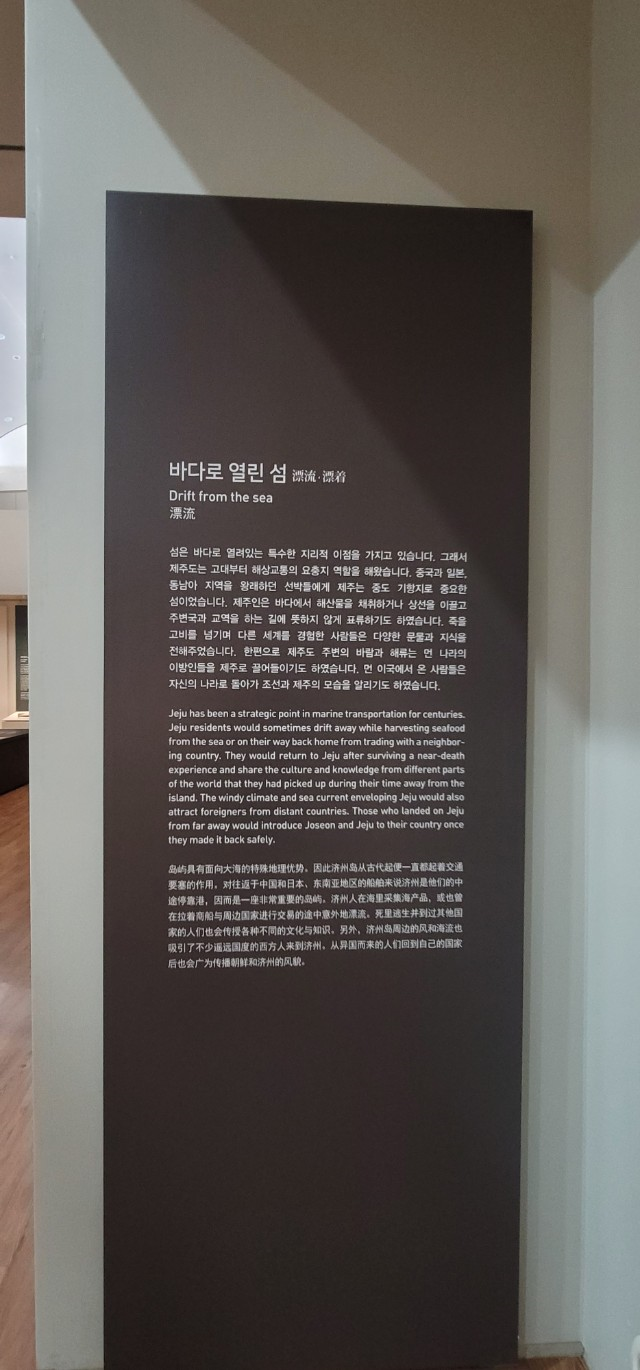 바다로 열린 섬 漂流·漂着
Drift from the sea
漂流
섬은 바다로 열려있는 특수한 지리적 이점을 가지고 있습니다. 그래서
제주도는 고대부터 해상교통의 요충지 역할을 해왔습니다. 중국과 일본,
동남아 지역을 왕래하던 선박들에게 제주는 중도 기항지로 중요한
섬이었습니다. 제주인은 바다에서 해산물을 채취하거나 상선을 이끌고
주변국과 교역을 하는 길에 뜻하지 않게 표류하기도 하였습니다. 죽을
고비를 넘기며 다른 세계를 경험한 사람들은 다양한 문물과 지식을
전해주었습니다. 한편으로 제주도 주변의 바람과 해류는 먼 나라의
이방인들을 제주로 끌어들이기도 하였습니다. 먼 이국에서 온 사람들은
자신의 나라로 돌아가 조선과 제주의 모습을 알리기도 하였습니다.
Jeju has been a strategic point in marine transportation for centuries.
Jeju residents would sometimes drift away while harvesting seafood
from the sea or on their way back home from trading with a neighbor-
ing country. They would return to Jeju after surviving a near-death
experience and share the culture and knowledge from different parts
of the world that they had picked up during their time away from the
island. The windy climate and sea current enveloping Jeju would also
attract foreigners from distant countries. Those who landed on Jeju
from far away would introduce Joseon and Jeju to their country once
they made it back safely.
岛屿具有面向大海的特殊地理优势。因此济州岛从古代起便一直都起着交通
要塞的作用。对往返于中国和日本、东南亚地区的船舶来说济州是他们的中
途停靠港，因而是一座非常重要的岛屿。济州人在海里采集海产品、或也曾
在拉着商船与周边国家进行交易的途中意外地漂流。死里逃生并到过其他国
家的人们也会传授各种不同的文化与知识。另外、济州岛周边的风和海流也
吸引了不少遥远国度的西方人来到济州。从异国而来的人们回到自己的国家
后也会广为传播朝鲜和济州的风貌。